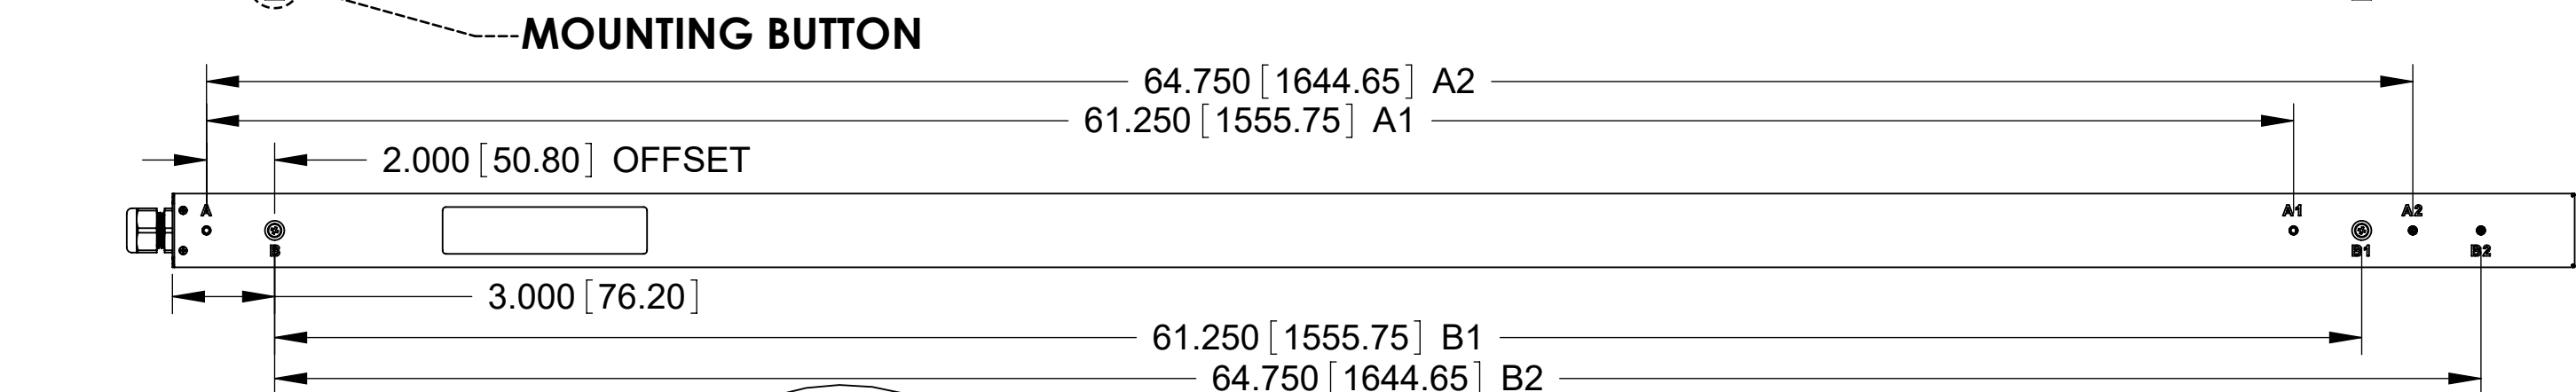 MOUNTING BUTTON
64.750 [1644.65] A2
61.250 [1555.75] A1
2.000 [50.80] OFFSET
A A1 A2
B B1 B2
3.000 [76.20]
61.250 [1555.75] B1
64.750 [1644.65] B2